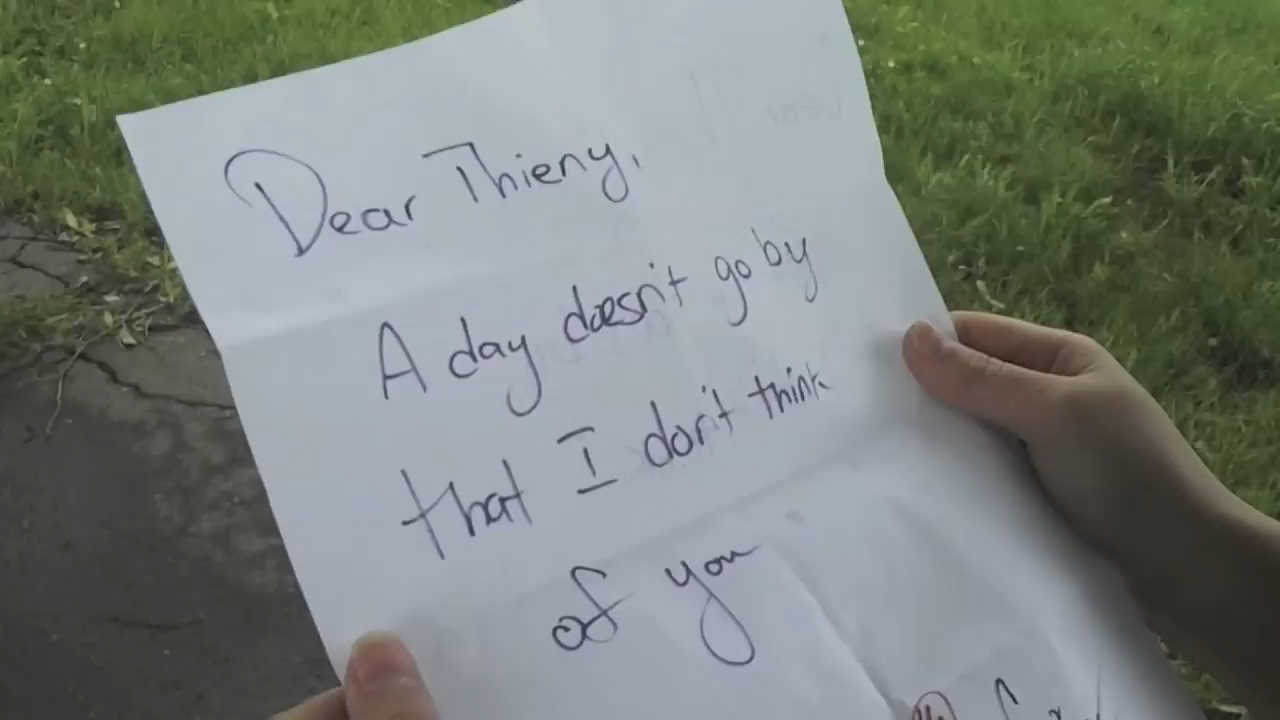 Dear Thieny,
A day doesn't go by
that I don't think
of you